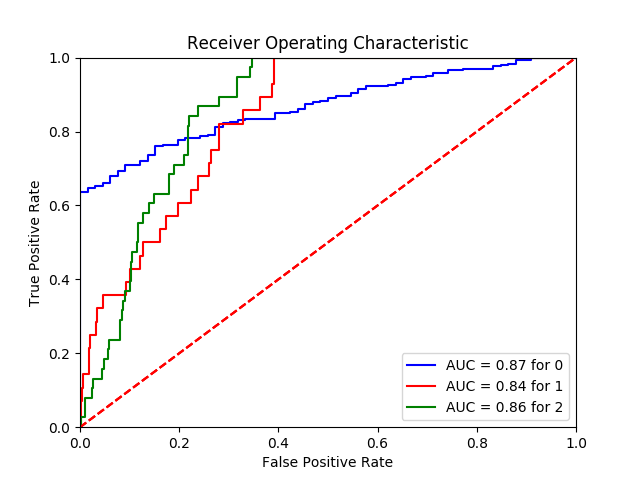 Receiver Operating Characteristic
1.0
0.8
0.6
0.4
0.2
0.0
True Positive Rate
AUC = 0.87 for 0
AUC = 0.84 for 1
AUC = 0.86 for 2
0.0 0.2 0.4 0.6 0.8 1.0
False Positive Rate